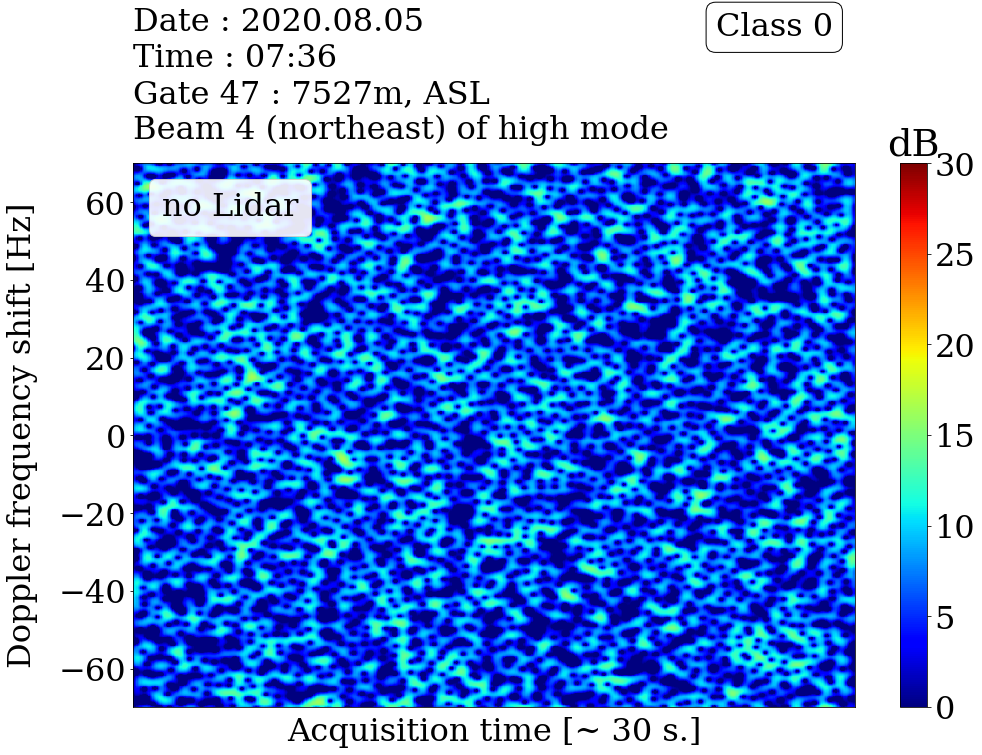 Date : 2020.08.05
Class 0
Time : 07:36
Gate 47 : 7527m, ASL
Beam 4 (northeast) of high mode
dB
no Lidar
Doppler frequency shift [Hz]
60
40
20
0
−20
−40
−60
30
25
20
15
10
5
0
Acquisition time [~ 30 s.]